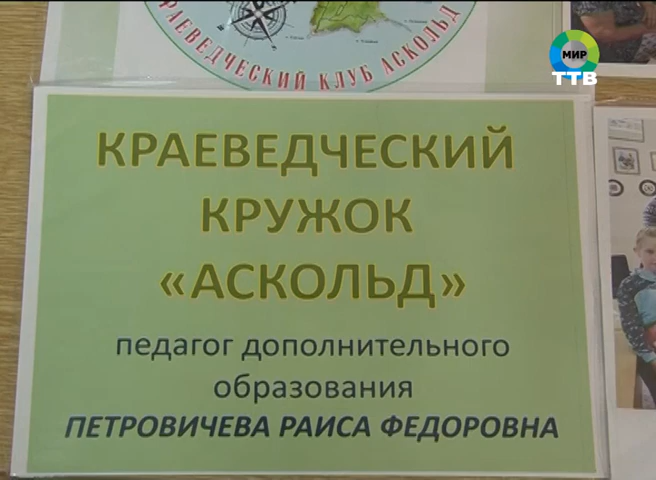 КРАЕВЕДЧЕСКИЙ КЛУБ АСКОЛЬД
МИР
ТТВ
КРАЕВЕДЧЕСКИЙ
КРУЖОК
«АСКОЛЬД»
педагог дополнительного
образования
ПЕТРОВИЧЕВА РАИСА ФЕДОРОВНА